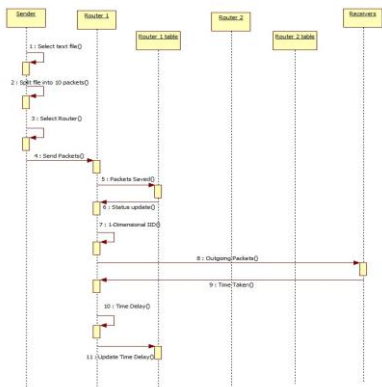 Sender
Router 1
Router 1 table
Router 2
Router 2 table
Receivers
1 : Select text file()
2 : Split file into 10 packets()
3 : Select Router()
4 : Send Packets()
5 : Packets Saved()
6 : Status update()
7 : 1-Dimensional IID()
8 : Outgoing Packets()
9 : Time Taken()
10 : Time Delay()
11 : Update Time Delay()